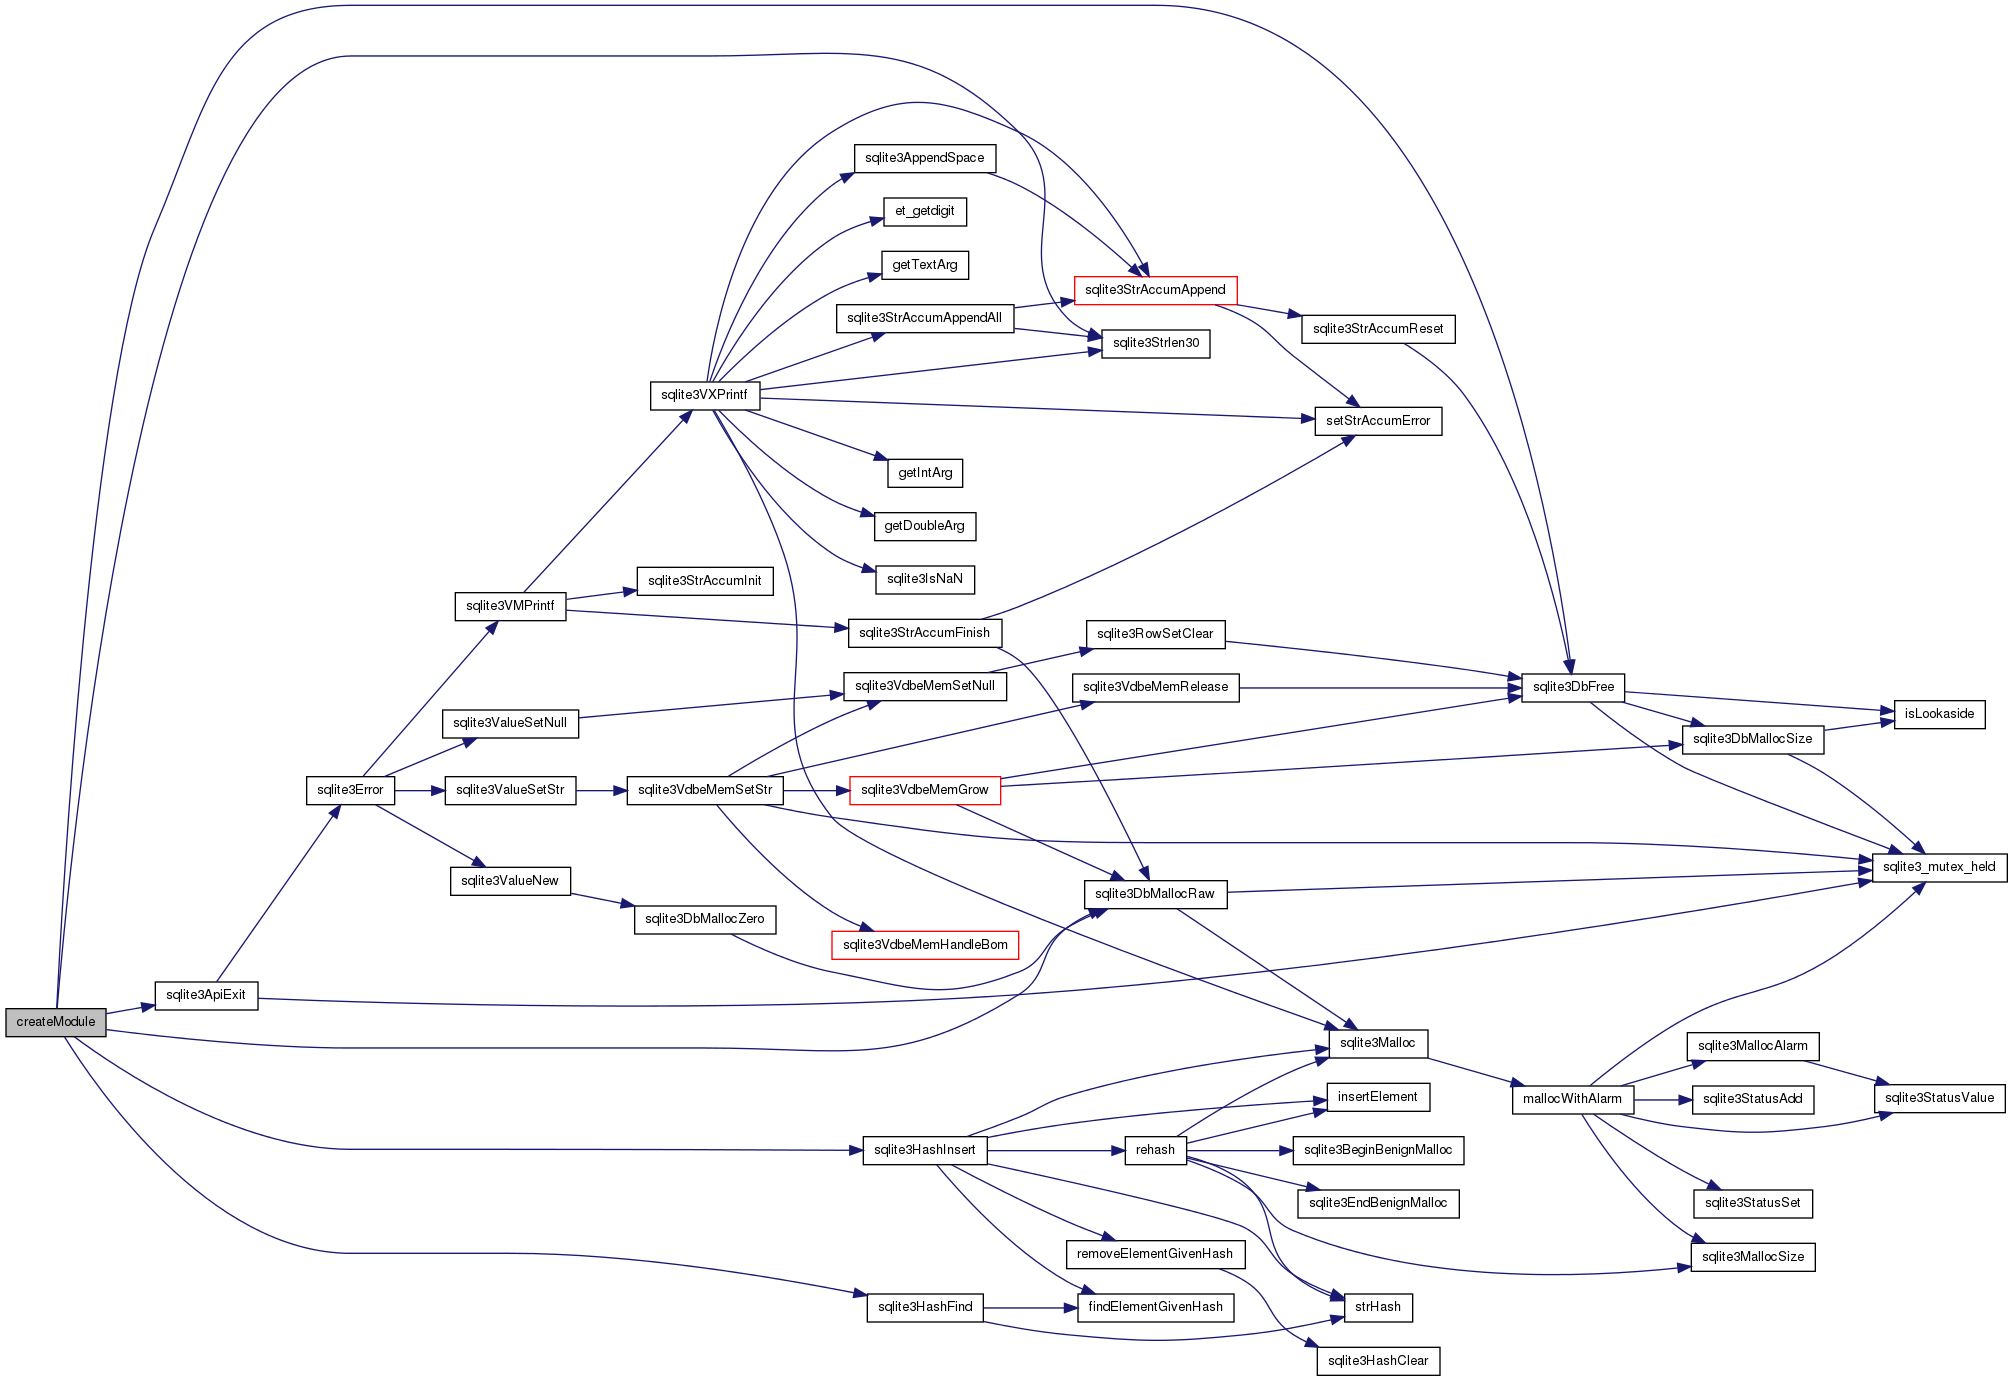 sqlite3AppendSpace
et_getdigit
getTextArg
sqlite3StrAccumAppend
sqlite3StrAccumAppendAll
sqlite3StrAccumReset
sqlite3Strlen30
sqlite3VXPrintf
setStrAccumError
getIntArg
getDoubleArg
sqlite3IsNaN
sqlite3StrAccumInit
sqlite3VMPrintf
sqlite3StrAccumFinish
sqlite3RowSetClear
sqlite3VdbeMemSetNull
sqlite3VdbeMemRelease
sqlite3DbFree
isLookaside
sqlite3ValueSetNull
sqlite3DbMallocSize
sqlite3Error
sqlite3ValueSetStr
sqlite3VdbeMemSetStr
sqlite3VdbeMemGrow
sqlite3_mutex_held
sqlite3ValueNew
sqlite3DbMallocRaw
sqlite3DbMallocZero
sqlite3VdbeMemHandleBom
sqlite3ApiExit
createModule
sqlite3Malloc
sqlite3MallocAlarm
insertElement
mallocWithAlarm
sqlite3StatusAdd
sqlite3StatusValue
sqlite3HashInsert
rehash
sqlite3BeginBenignMalloc
sqlite3EndBenignMalloc
sqlite3StatusSet
removeElementGivenHash
sqlite3MallocSize
sqlite3HashFind
findElementGivenHash
strHash
sqlite3HashClear